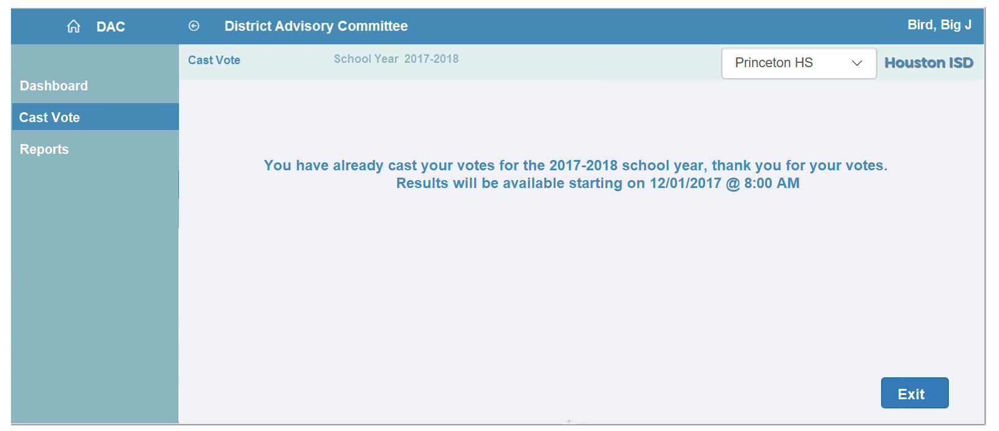 DAC
District Advisory Committee
Bird, Big J
Cast Vote
School Year 2017-2018
Princeton HS
Houston ISD
Dashboard
Cast Vote
Reports
You have already cast your votes for the 2017-2018 school year, thank you for your votes.
Results will be available starting on 12/01/2017 @ 8:00 AM
Exit